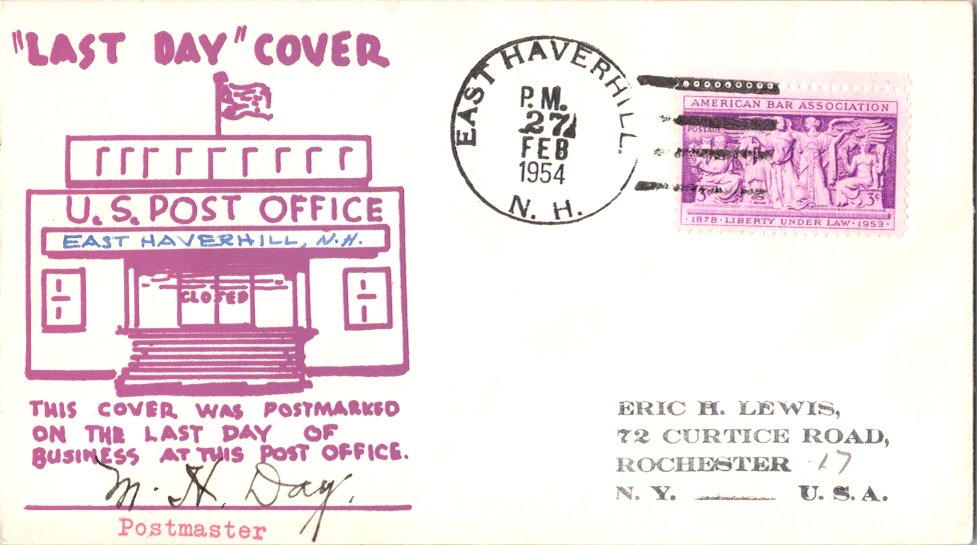 "LAST DAY" COVER
U.S. POST OFFICE
EAST HAVERHILL, N.H.
CLOSED
THIS COVER WAS POSTMARKED
ON THE LAST DAY OF
BUSINESS AT THIS POST OFFICE.
M. H. Day.
Postmaster
EAST HAVERHILL.
P.M.
27
FEB
1954
N. H.
AMERICAN BAR ASSOCIATION
POSTAGE
3¢ 3¢
1878 · LIBERTY UNDER LAW · 1953
ERIC H. LEWIS,
72 CURTICE ROAD,
ROCHESTER 17
N. Y. U. S. A.